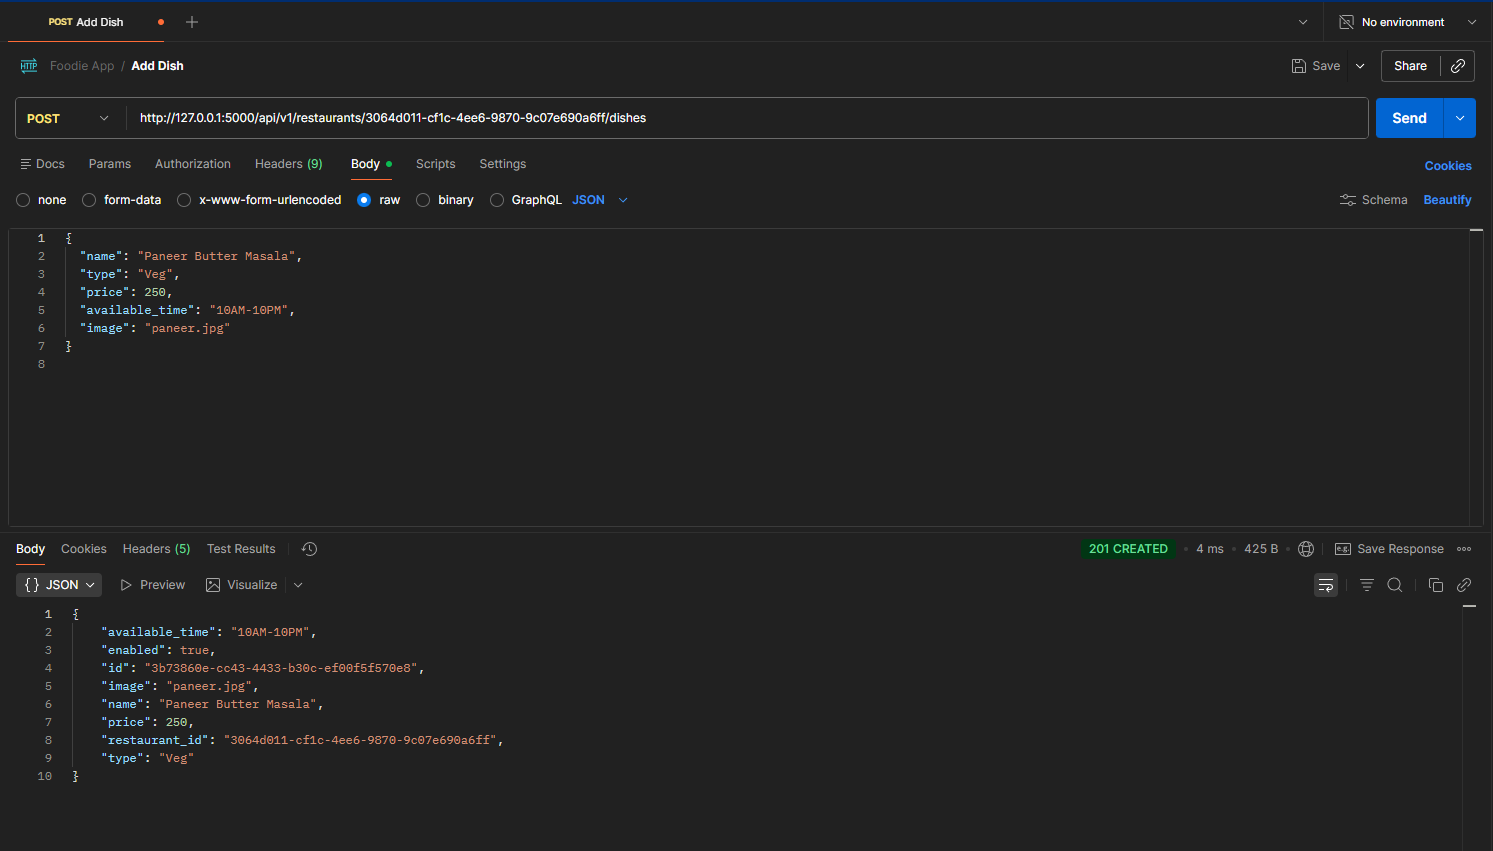 POST Add Dish
No environment
HTTP Foodie App / Add Dish
Save
Share
POST
http://127.0.0.1:5000/api/v1/restaurants/3064d011-cf1c-4ee6-9870-9c07e690a6ff/dishes
Send
Docs Params Authorization Headers (9) Body Scripts Settings
Cookies
none form-data x-www-form-urlencoded raw binary GraphQL JSON
Schema Beautify
1 {
2 "name": "Paneer Butter Masala",
3 "type": "Veg",
4 "price": 250,
5 "available_time": "10AM-10PM",
6 "image": "paneer.jpg"
7 }
8
Body Cookies Headers (5) Test Results
201 CREATED 4 ms 425 B e.g. Save Response
{} JSON Preview Visualize
1 {
2 "available_time": "10AM-10PM",
3 "enabled": true,
4 "id": "3b73860e-cc43-4433-b30c-ef00f5f570e8",
5 "image": "paneer.jpg",
6 "name": "Paneer Butter Masala",
7 "price": 250,
8 "restaurant_id": "3064d011-cf1c-4ee6-9870-9c07e690a6ff",
9 "type": "Veg"
10 }